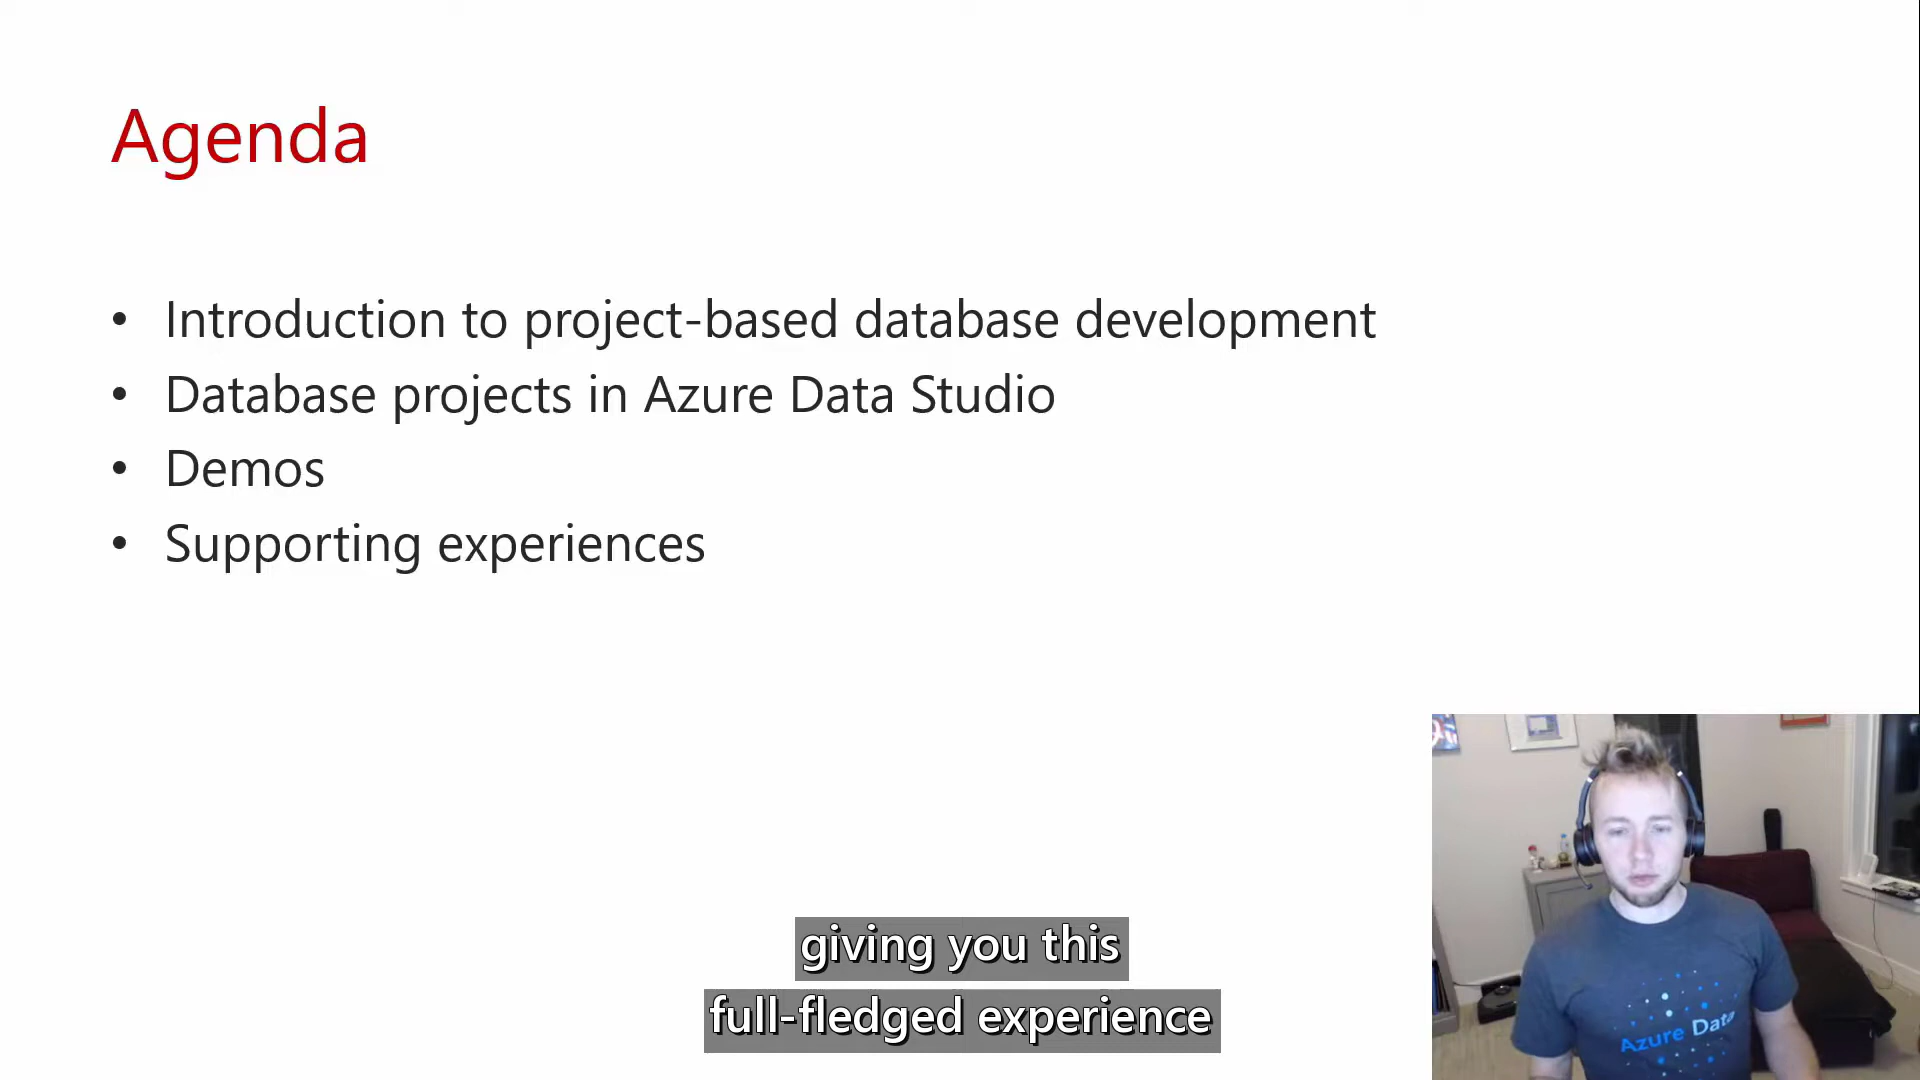 Agenda
• Introduction to project-based database development
• Database projects in Azure Data Studio
• Demos
• Supporting experiences
giving you this
full-fledged experience
Azure Data